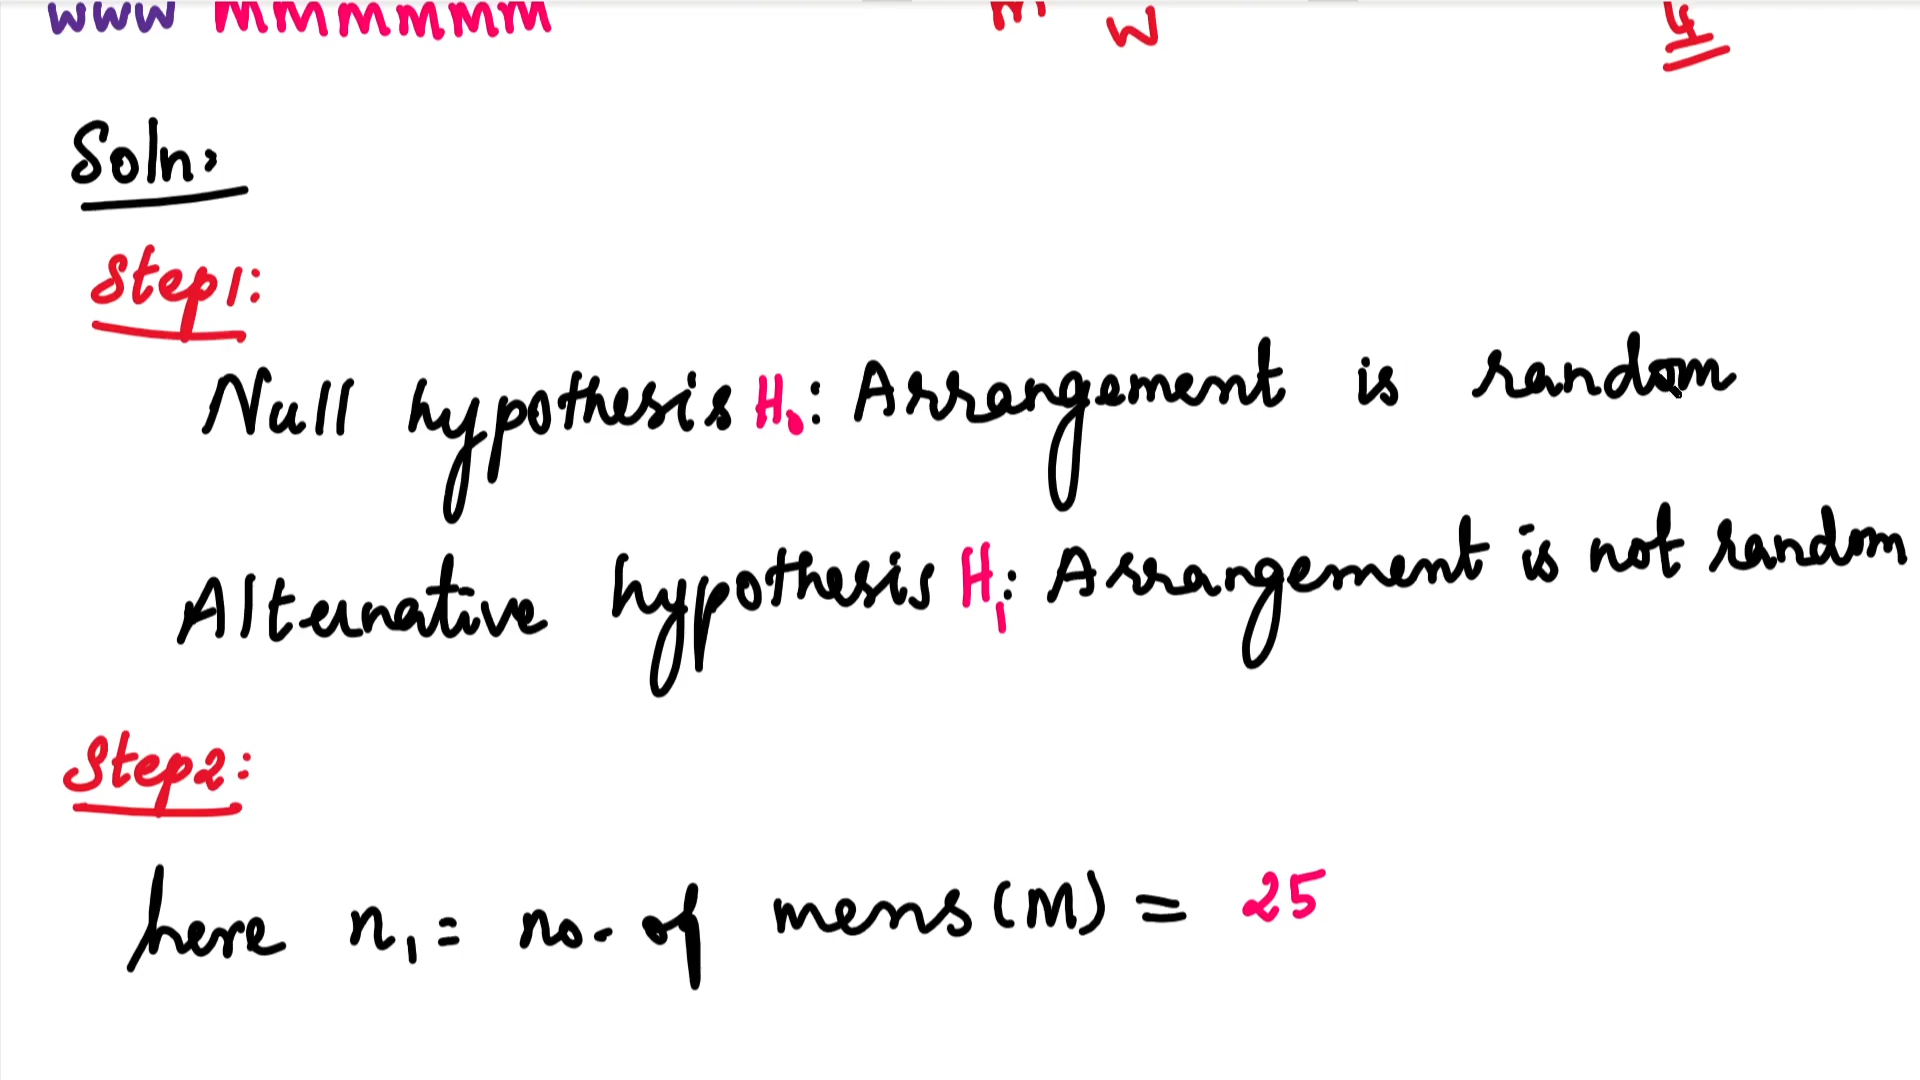 WWW MMMMMM W
Soln:
Step1:
Null hypothesis H₀: Arrangement is random
Alternative hypothesis H₁: Arrangement is not random
Step2:
here n₁ = no. of mens (M) = 25